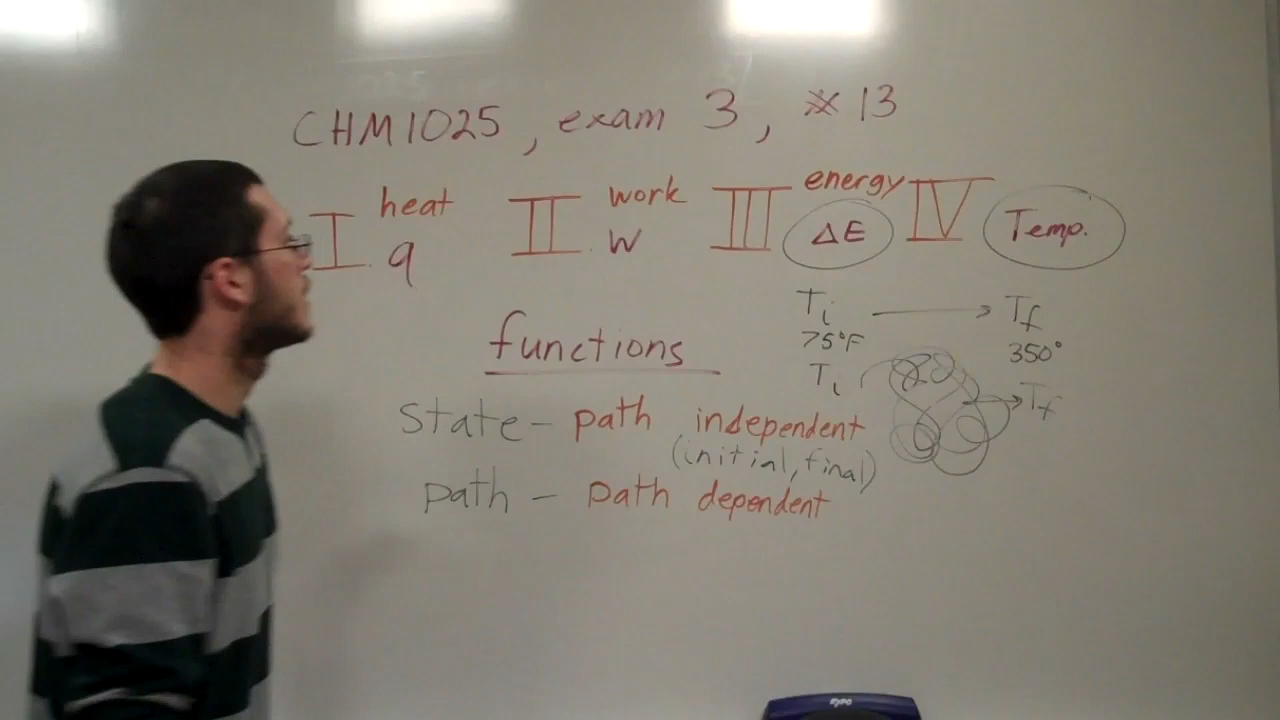 CHM1025, exam 3, #13
I heat q II work w III energy ΔE IV Temp.
Ti → Tf
75°F 350°
Ti → Tf
functions
State - path independent
(initial, final)
path - path dependent
EXPO